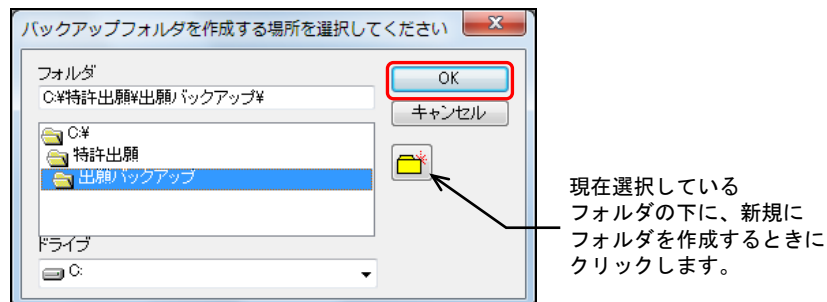 バックアップフォルダを作成する場所を選択してください
フォルダ
C:¥特許出願¥出願バックアップ¥
OK
キャンセル
C:¥
特許出願
出願バックアップ
ドライブ
C:
現在選択している
フォルダの下に、新規に
フォルダを作成するときに
クリックします。